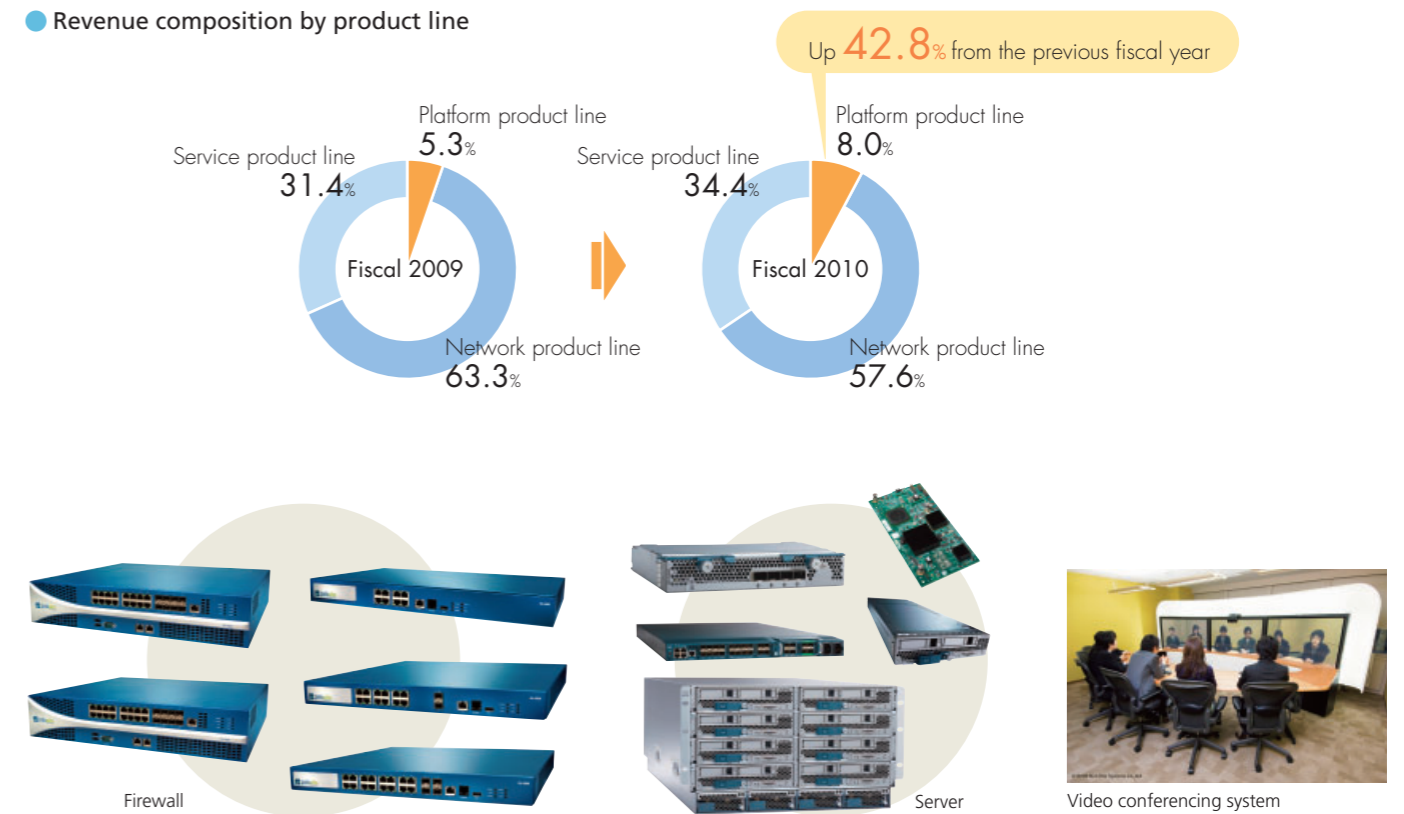 Revenue composition by product line
Up 42.8% from the previous fiscal year
Platform product line
5.3%
Service product line
31.4%
Fiscal 2009
Network product line
63.3%
Platform product line
8.0%
Service product line
34.4%
Fiscal 2010
Network product line
57.6%
Firewall
Server
Video conferencing system